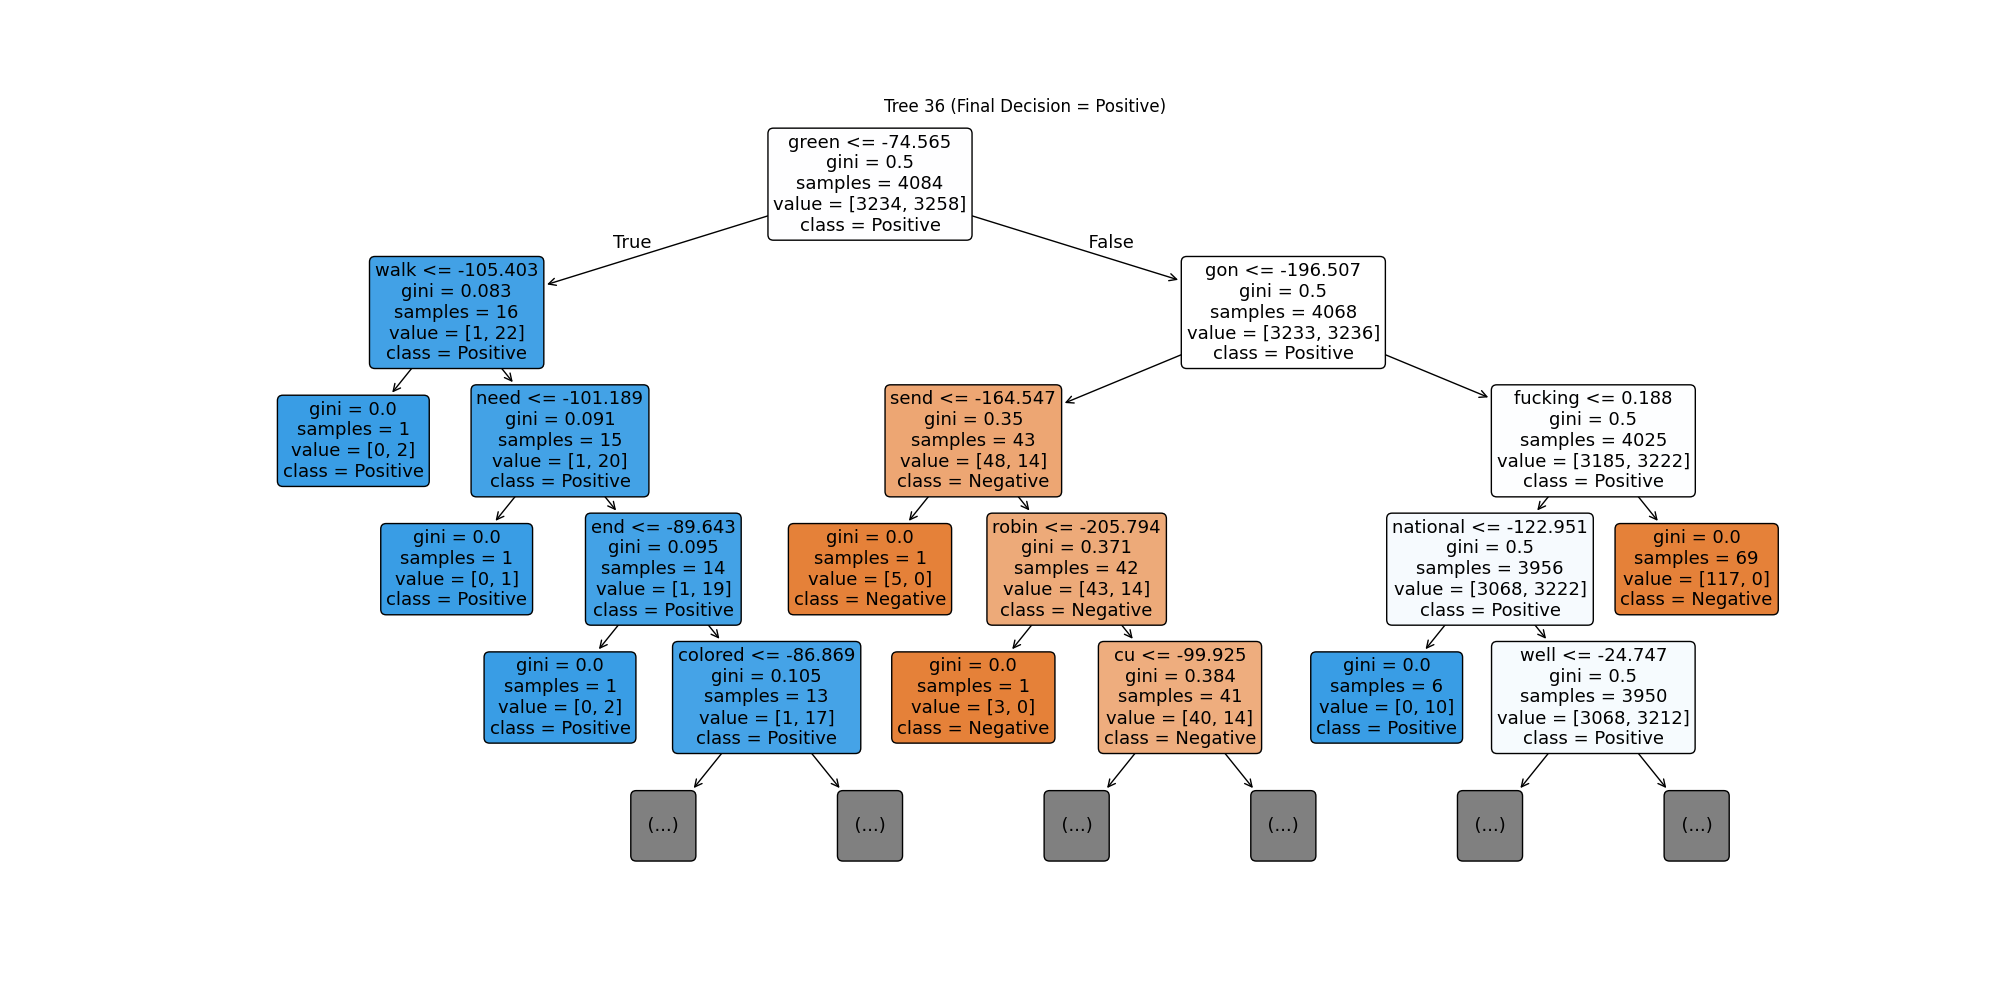 Tree 36 (Final Decision = Positive)
green <= -74.565
gini = 0.5
samples = 4084
value = [3234, 3258]
class = Positive
True
False
walk <= -105.403
gini = 0.083
samples = 16
value = [1, 22]
class = Positive
gon <= -196.507
gini = 0.5
samples = 4068
value = [3233, 3236]
class = Positive
gini = 0.0
samples = 1
value = [0, 2]
class = Positive
need <= -101.189
gini = 0.091
samples = 15
value = [1, 20]
class = Positive
send <= -164.547
gini = 0.35
samples = 43
value = [48, 14]
class = Negative
fucking <= 0.188
gini = 0.5
samples = 4025
value = [3185, 3222]
class = Positive
gini = 0.0
samples = 1
value = [0, 1]
class = Positive
end <= -89.643
gini = 0.095
samples = 14
value = [1, 19]
class = Positive
gini = 0.0
samples = 1
value = [5, 0]
class = Negative
robin <= -205.794
gini = 0.371
samples = 42
value = [43, 14]
class = Negative
national <= -122.951
gini = 0.5
samples = 3956
value = [3068, 3222]
class = Positive
gini = 0.0
samples = 69
value = [117, 0]
class = Negative
gini = 0.0
samples = 1
value = [0, 2]
class = Positive
colored <= -86.869
gini = 0.105
samples = 13
value = [1, 17]
class = Positive
gini = 0.0
samples = 1
value = [3, 0]
class = Negative
cu <= -99.925
gini = 0.384
samples = 41
value = [40, 14]
class = Negative
gini = 0.0
samples = 6
value = [0, 10]
class = Positive
well <= -24.747
gini = 0.5
samples = 3950
value = [3068, 3212]
class = Positive
(...)
(...)
(...)
(...)
(...)
(...)